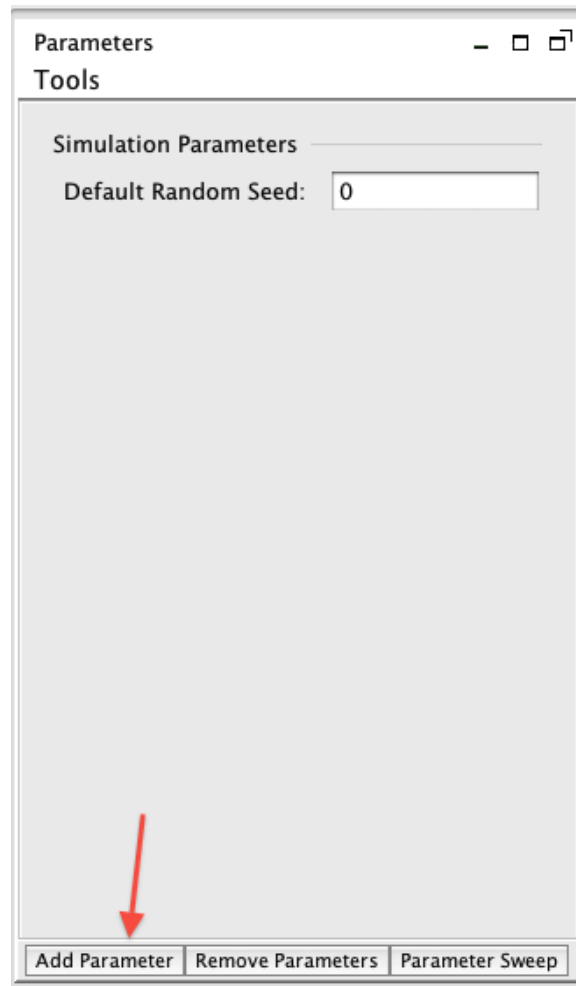 Parameters
Tools
Simulation Parameters
Default Random Seed: 0
Add Parameter Remove Parameters Parameter Sweep